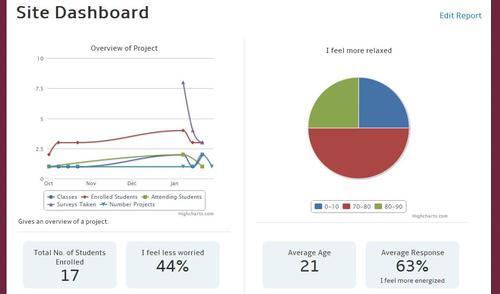 Site Dashboard
Edit Report
Overview of Project
10
7.5
5
2.5
0
Oct
Nov
Dec
Jan
Classes
Enrolled Students
Attending Students
Surveys Taken
Number Projects
Highcharts.com
Gives an overview of a project.
I feel more relaxed
0-10
70-80
80-90
Highcharts.com
Total No. of Students
Enrolled
17
I feel less worried
44%
Average Age
21
Average Response
63%
I feel more energized